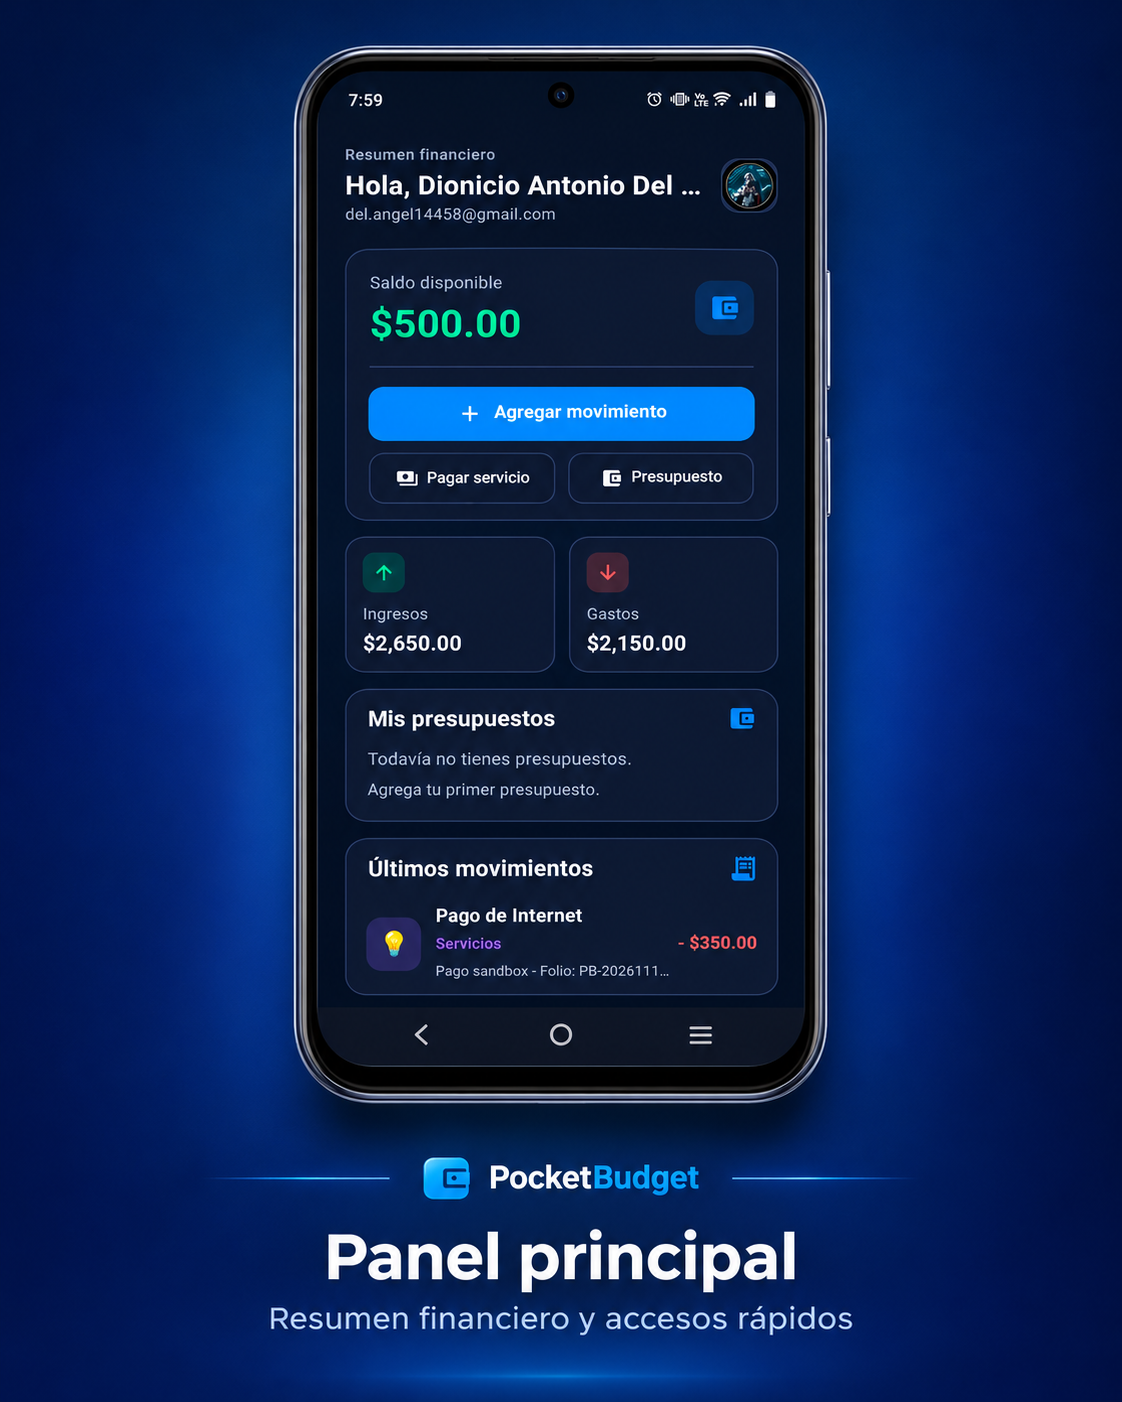 7:59
Vo
LTE
Resumen financiero
Hola, Dionicio Antonio Del ...
del.angel14458@gmail.com
Saldo disponible
$500.00
+ Agregar movimiento
Pagar servicio
Presupuesto
Ingresos
$2,650.00
Gastos
$2,150.00
Mis presupuestos
Todavía no tienes presupuestos.
Agrega tu primer presupuesto.
Últimos movimientos
Pago de Internet
Servicios
- $350.00
Pago sandbox - Folio: PB-2026111...
PocketBudget
Panel principal
Resumen financiero y accesos rápidos